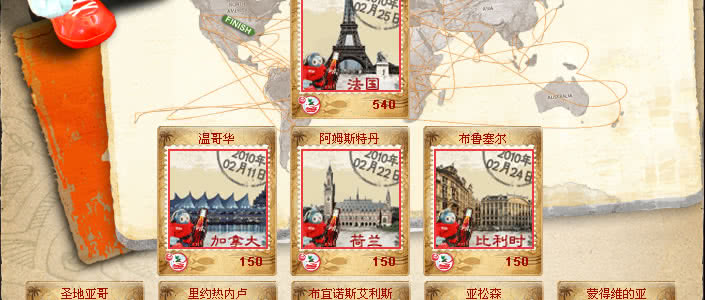 NORTH AMERICA
FINISH
ASIA
AUSTRALIA
2010年
02月25日
法国
540
温哥华
阿姆斯特丹
布鲁塞尔
2010年
02月11日
加拿大
150
2010年
02月22日
荷兰
150
2010年
02月24日
比利时
150
圣地亚哥
里约热内卢
布宜诺斯艾利斯
亚松森
蒙得维的亚